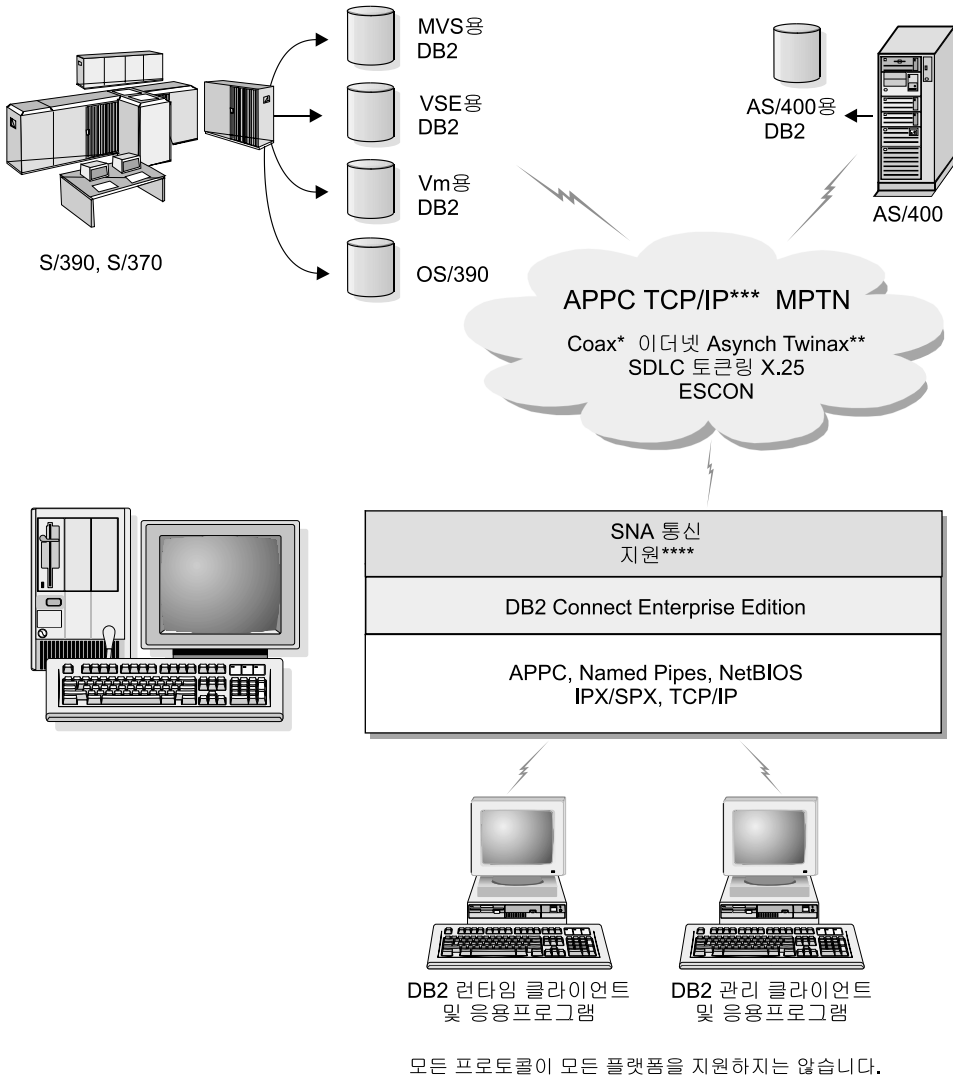 MVS용
DB2
VSE용
DB2
Vm용
DB2
OS/390
S/390, S/370
AS/400용
DB2
AS/400
APPC TCP/IP*** MPTN
Coax* 이더넷 Asynch Twinax**
SDLC 토큰링 X.25
ESCON
SNA 통신
지원****
DB2 Connect Enterprise Edition
APPC, Named Pipes, NetBIOS
IPX/SPX, TCP/IP
DB2 런타임 클라이언트
및 응용프로그램
DB2 관리 클라이언트
및 응용프로그램
모든 프로토콜이 모든 플랫폼을 지원하지는 않습니다.